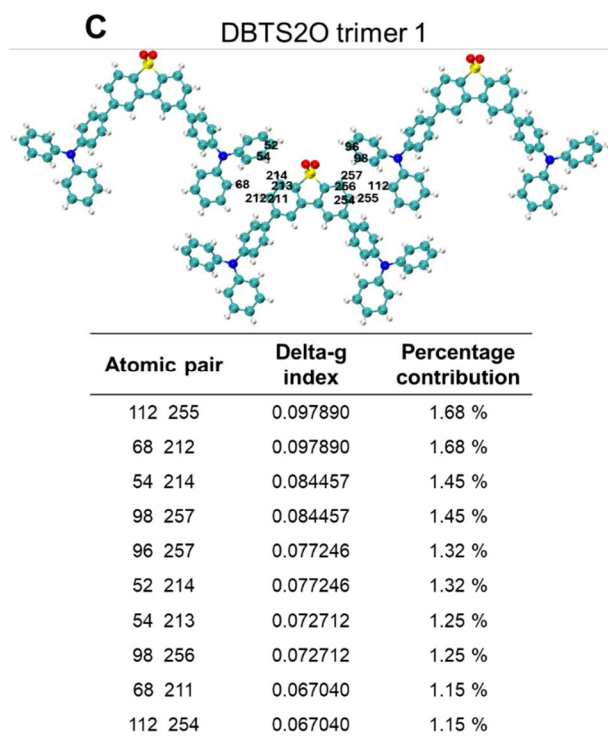 C DBTS2O trimer 1
52 96
54 98
214 257
68 213 256 112
212 211 254 255
Atomic pair Delta-g index Percentage contribution
112 255 0.097890 1.68 %
68 212 0.097890 1.68 %
54 214 0.084457 1.45 %
98 257 0.084457 1.45 %
96 257 0.077246 1.32 %
52 214 0.077246 1.32 %
54 213 0.072712 1.25 %
98 256 0.072712 1.25 %
68 211 0.067040 1.15 %
112 254 0.067040 1.15 %